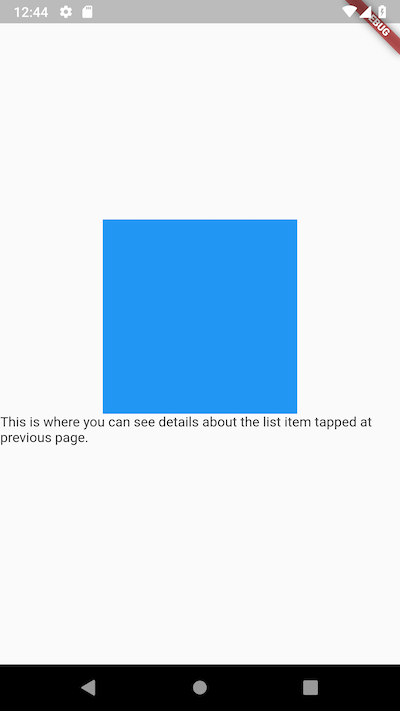 12:44
DEBUG
This is where you can see details about the list item tapped at
previous page.